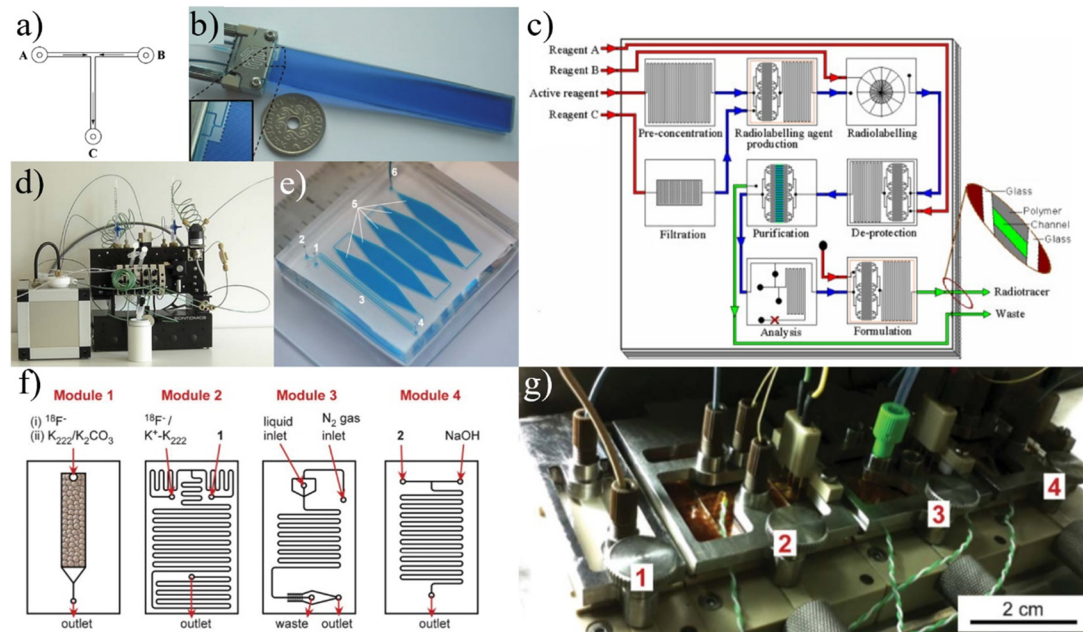 a)
A
B
C
b)
c)
Reagent A
Reagent B
Active reagent
Reagent C
Pre-concentration
Radiolabelling agent
production
Radiolabelling
Filtration
Purification
De-protection
Analysis
Formulation
Glass
Polymer
Channel
Glass
Radiotracer
Waste
d)
e)
6
5
2
1
3
4
f)
Module 1
(i) ¹⁸F⁻
(ii) K₂₂₂/K₂CO₃
outlet
Module 2
¹⁸F⁻/
K⁺-K₂₂₂
1
outlet
Module 3
liquid
inlet
N₂ gas
inlet
waste
outlet
Module 4
2
NaOH
outlet
g)
1
2
3
4
2 cm